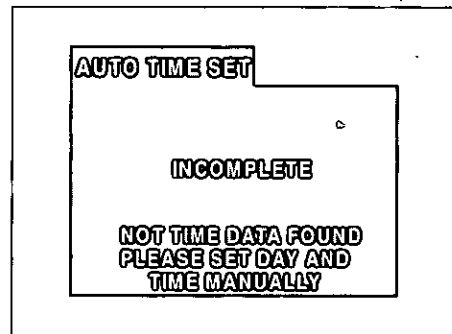 AUTO TIME SET
INCOMPLETE
NOT TIME DATA FOUND
PLEASE SET DAY AND
TIME MANUALLY